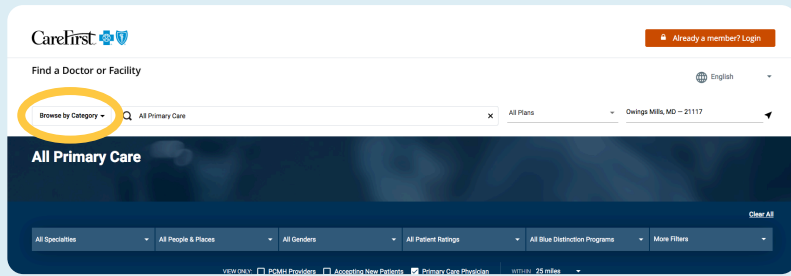 CareFirst
Already a member? Login
Find a Doctor or Facility
English
Browse by Category
All Primary Care
x
All Plans
Owings Mills, MD — 21117
All Primary Care
Clear All
All Specialties
All People & Places
All Genders
All Patient Ratings
All Blue Distinction Programs
More Filters
VIEW ONLY: PCMH Providers Accepting New Patients Primary Care Physician WITHIN 25 miles